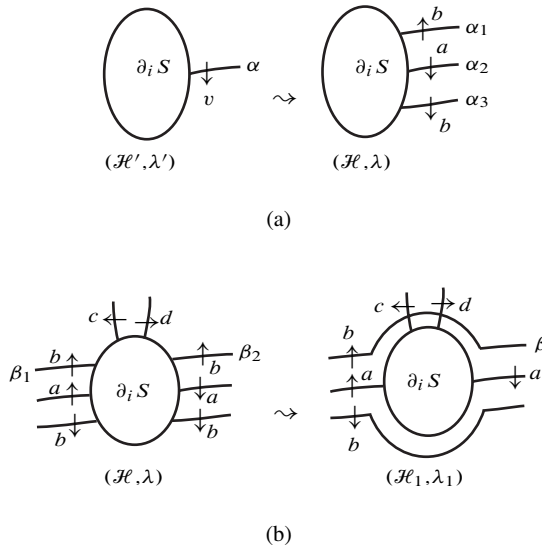 b α₁
∂ᵢ S α a α₂
v ⇝ ∂ᵢ S b α₃
(ℋ′, λ′) (ℋ, λ)
(a)
c d c d
β₁ b b β₂ b β
a ∂ᵢ S a a ∂ᵢ S a
b b ⇝ b
(ℋ, λ) (ℋ₁, λ₁)
(b)